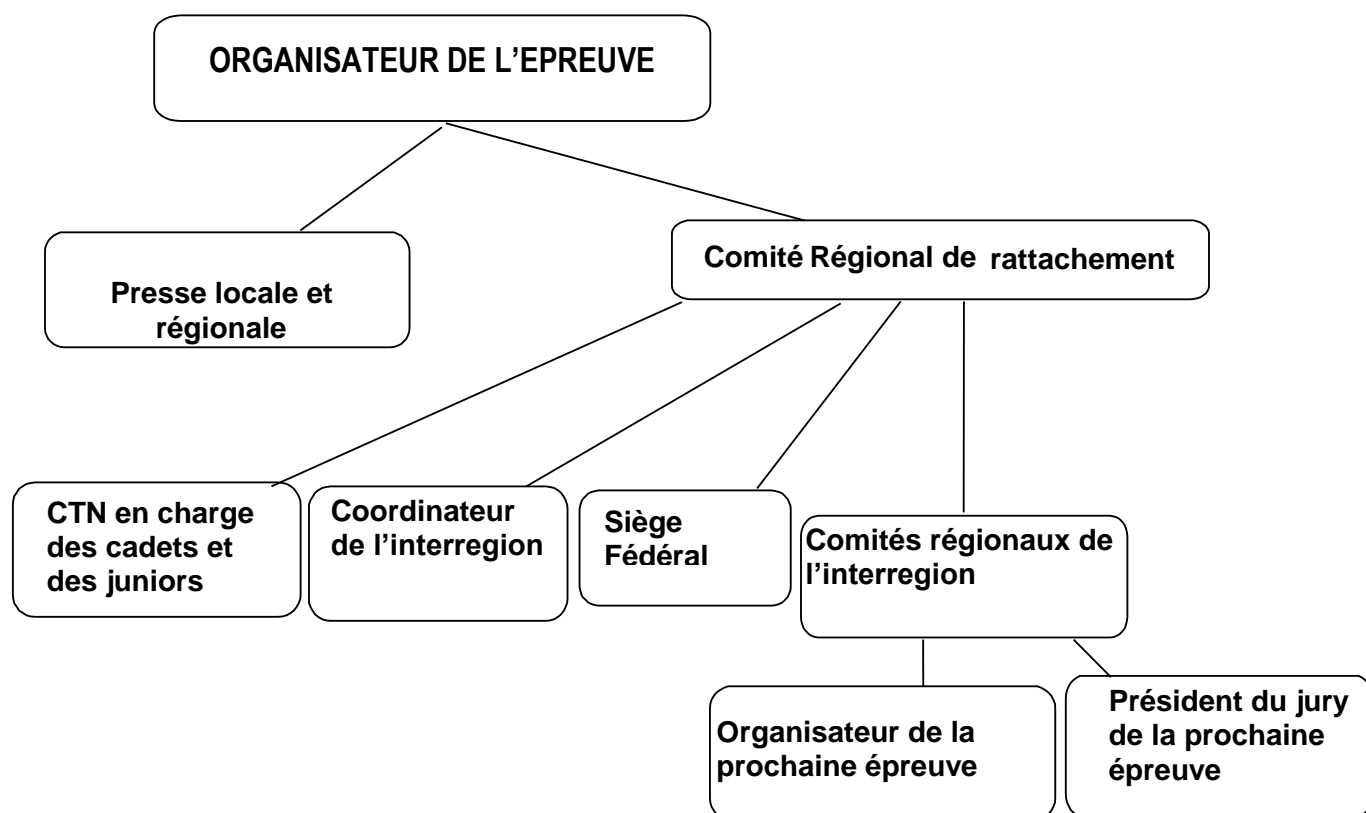 ORGANISATEUR DE L’EPREUVE
Presse locale et
régionale
Comité Régional de rattachement
CTN en charge
des cadets et
des juniors
Coordinateur
de l’interregion
Siège
Fédéral
Comités régionaux de
l’interregion
Organisateur de la
prochaine épreuve
Président du jury
de la prochaine
épreuve